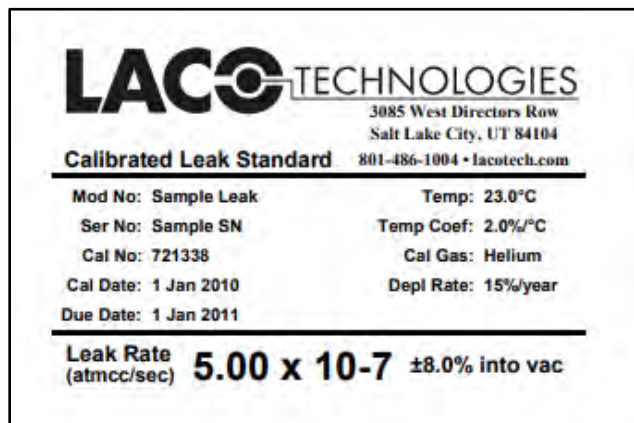 LACO TECHNOLOGIES
3085 West Directors Row
Salt Lake City, UT 84104
Calibrated Leak Standard 801-486-1004 • lacotech.com
Mod No: Sample Leak Temp: 23.0°C
Ser No: Sample SN Temp Coef: 2.0%/°C
Cal No: 721338 Cal Gas: Helium
Cal Date: 1 Jan 2010 Depl Rate: 15%/year
Due Date: 1 Jan 2011
Leak Rate
(atmcc/sec) 5.00 x 10-7 ±8.0% into vac